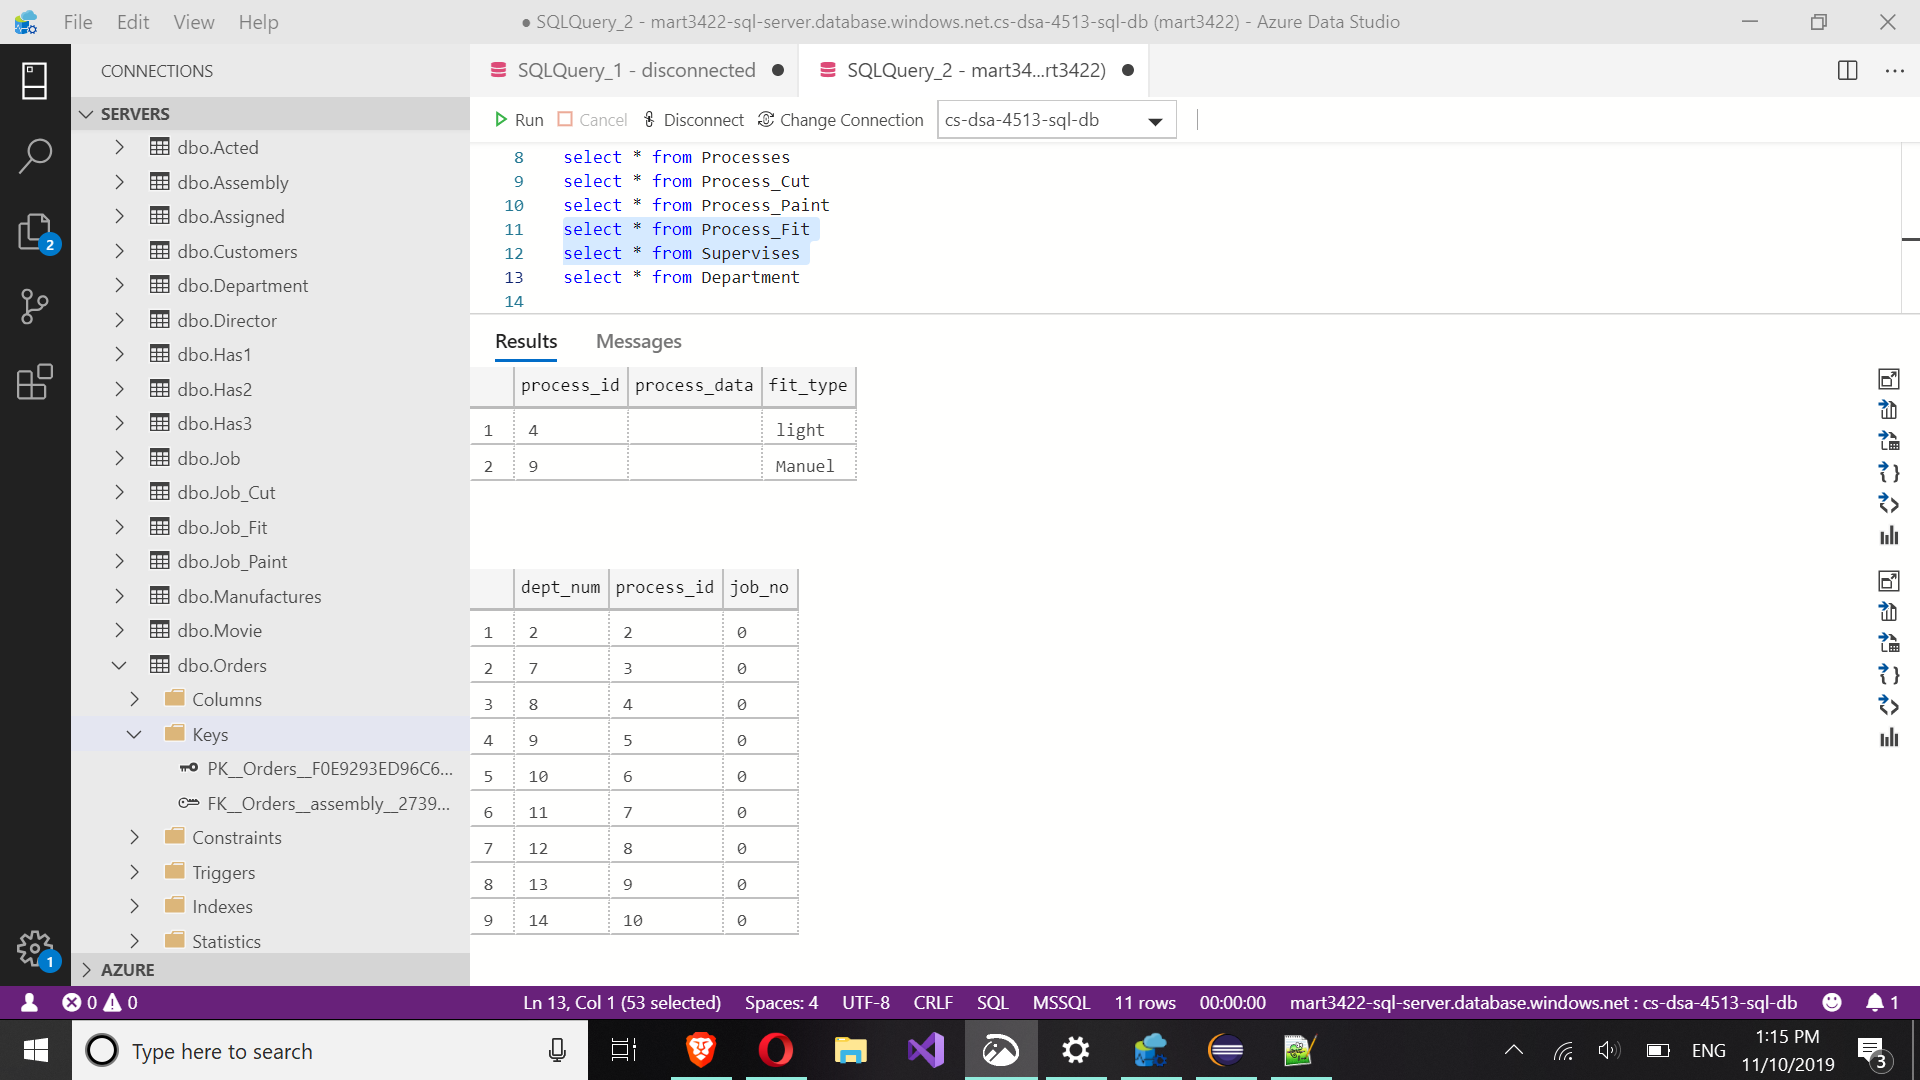 File Edit View Help
● SQLQuery_2 - mart3422-sql-server.database.windows.net.cs-dsa-4513-sql-db (mart3422) - Azure Data Studio
CONNECTIONS
SQLQuery_1 - disconnected
SQLQuery_2 - mart34...rt3422)
SERVERS
Run Cancel Disconnect Change Connection cs-dsa-4513-sql-db
dbo.Acted
dbo.Assembly
dbo.Assigned
dbo.Customers
dbo.Department
dbo.Director
dbo.Has1
dbo.Has2
dbo.Has3
dbo.Job
dbo.Job_Cut
dbo.Job_Fit
dbo.Job_Paint
dbo.Manufactures
dbo.Movie
dbo.Orders
Columns
Keys
PK__Orders__F0E9293ED96C6...
FK__Orders__assembly__2739...
Constraints
Triggers
Indexes
Statistics
AZURE
2
1
8 select * from Processes
9 select * from Process_Cut
10 select * from Process_Paint
11 select * from Process_Fit
12 select * from Supervises
13 select * from Department
14
Results Messages
process_id process_data fit_type
1 4 light
2 9 Manuel
dept_num process_id job_no
1 2 2 0
2 7 3 0
3 8 4 0
4 9 5 0
5 10 6 0
6 11 7 0
7 12 8 0
8 13 9 0
9 14 10 0
0 0 Ln 13, Col 1 (53 selected) Spaces: 4 UTF-8 CRLF SQL MSSQL 11 rows 00:00:00 mart3422-sql-server.database.windows.net : cs-dsa-4513-sql-db 1
Type here to search
ENG
1:15 PM
11/10/2019
3